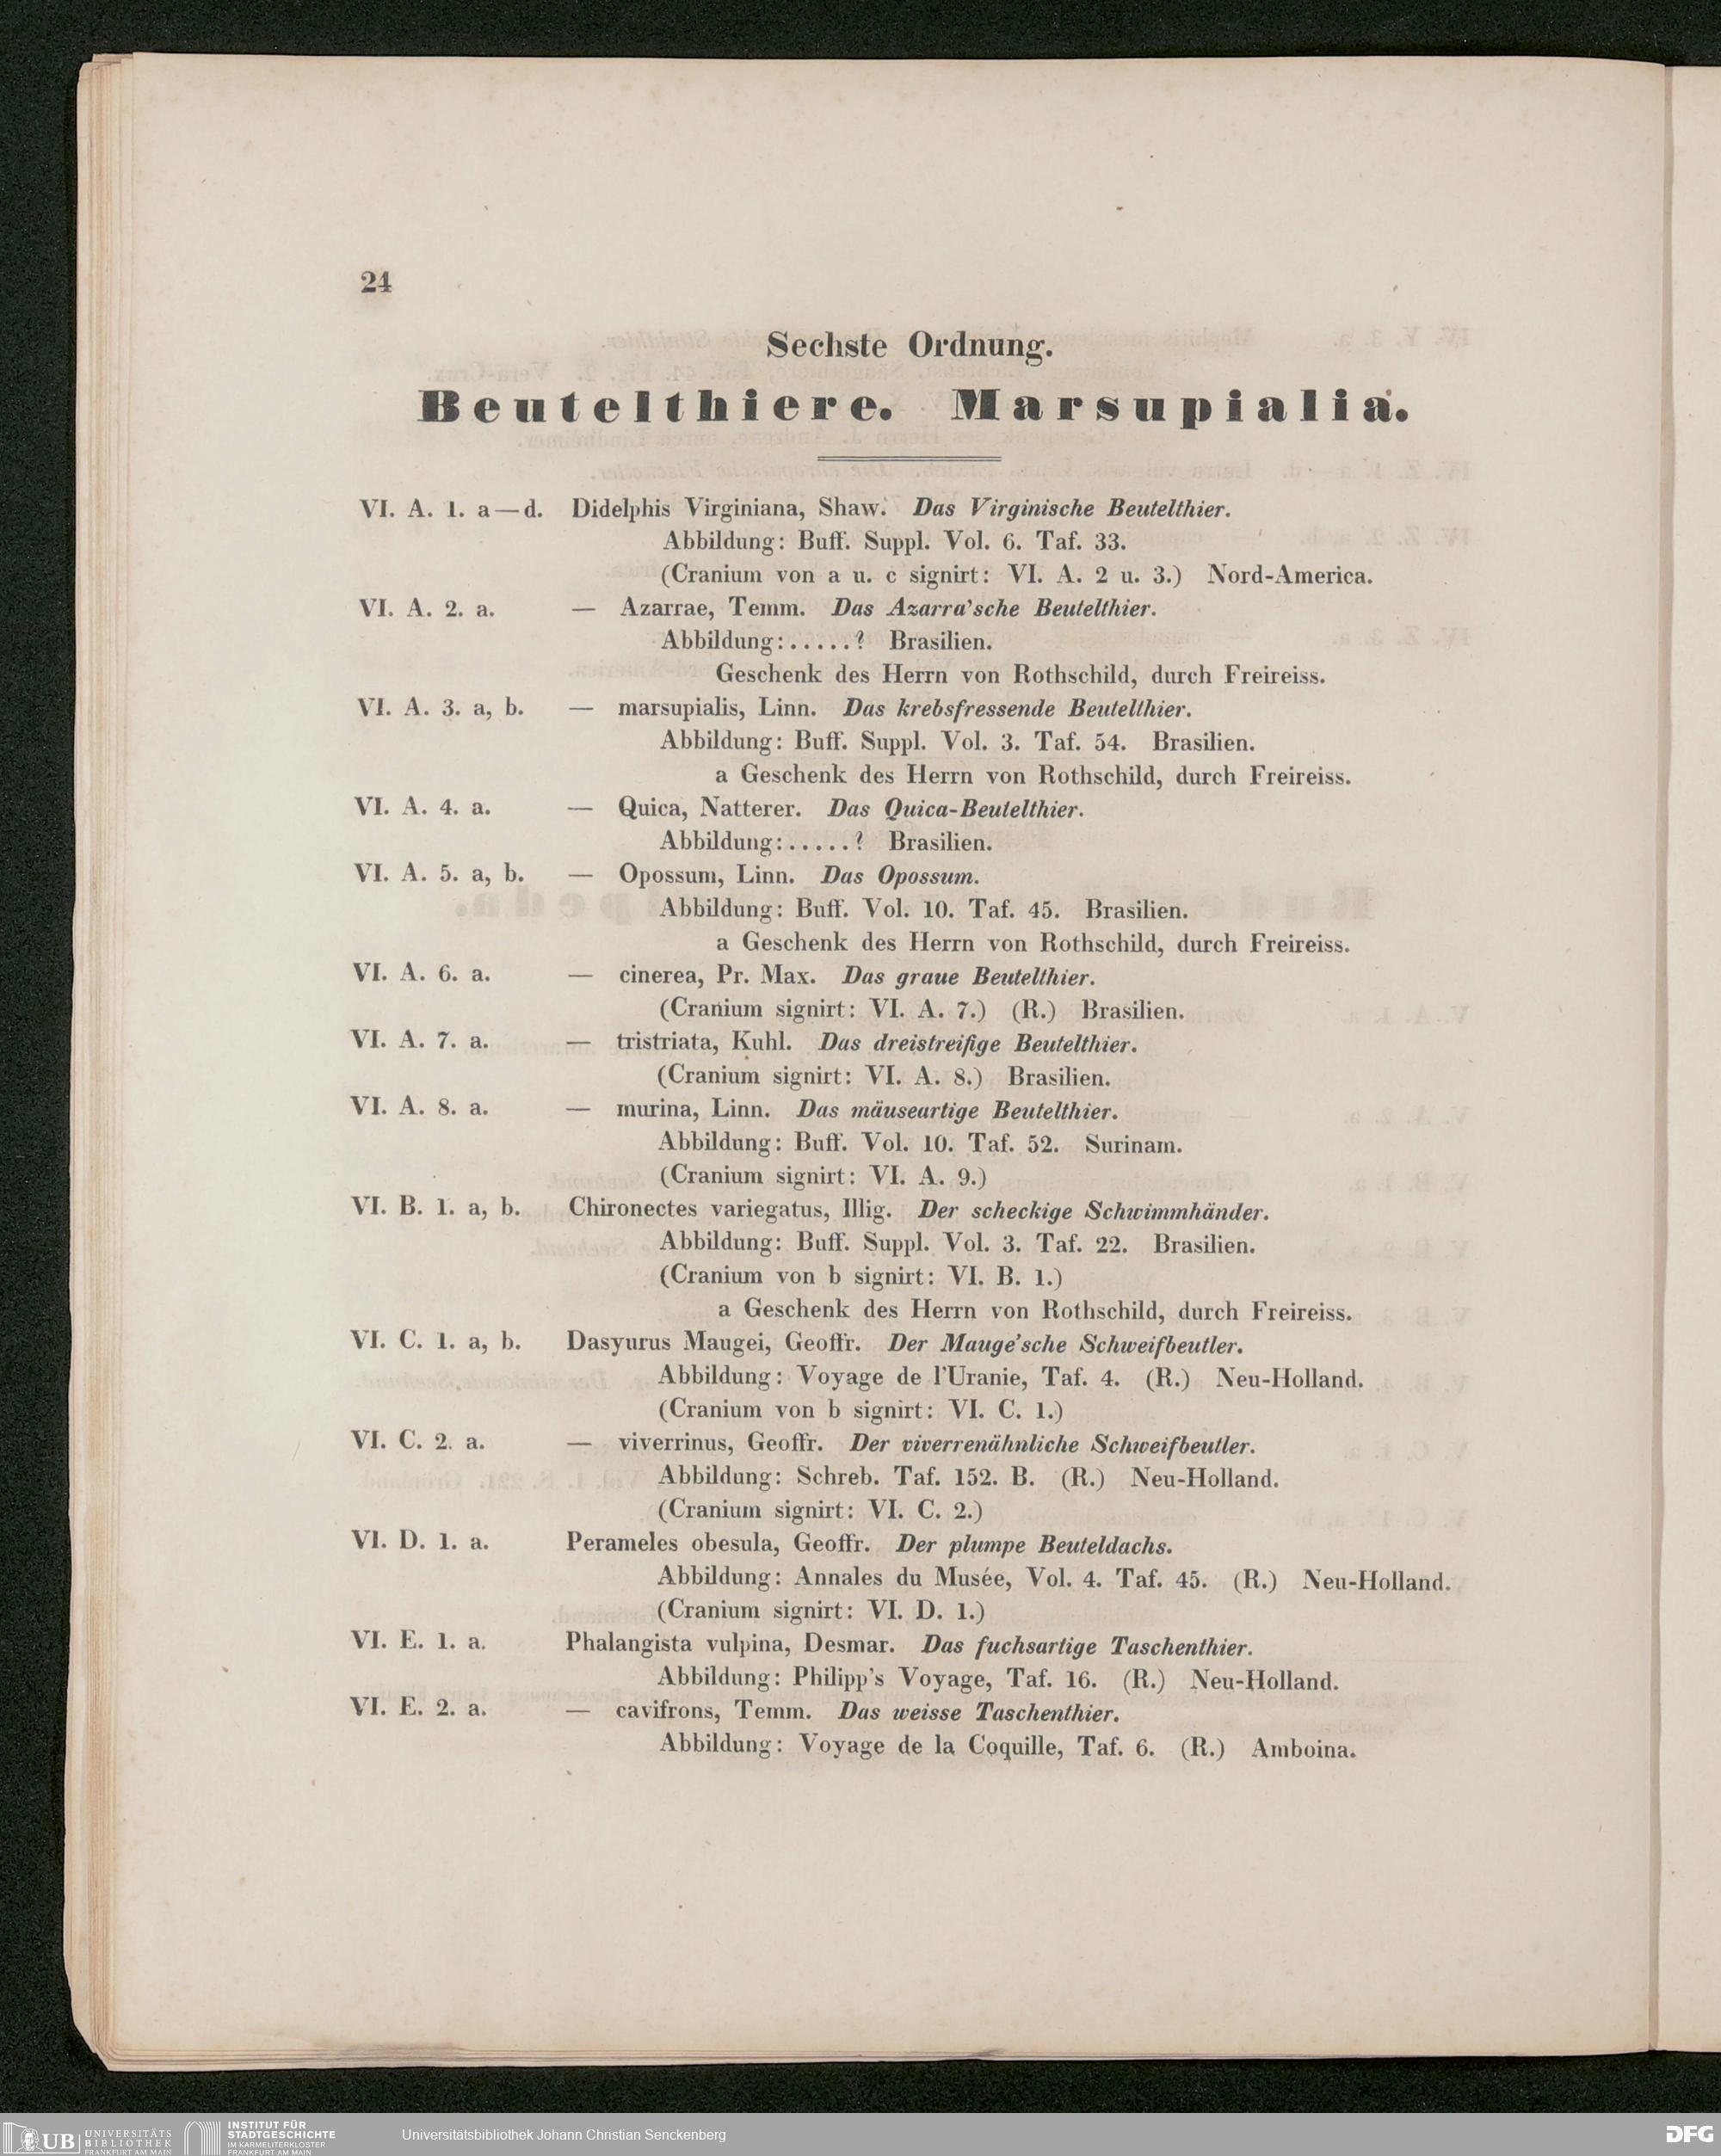 24
Sechste Ordnung.
Beutelthiere. Marsupialia.
VI. A. 1. a—d. Didelphis Virginiana, Shaw. Das Virginische Beutelthier.
Abbildung: Buff. Suppl. Vol. 6. Taf. 33.
(Cranium von a u. c signirt: VI. A. 2 u. 3.) Nord-America.
VI. A. 2. a. — Azarrae, Temm. Das Azarra'sche Beutelthier.
Abbildung:.....? Brasilien.
Geschenk des Herrn von Rothschild, durch Freireiss.
VI. A. 3. a, b. — marsupialis, Linn. Das krebsfressende Beutelthier.
Abbildung: Buff. Suppl. Vol. 3. Taf. 54. Brasilien.
a Geschenk des Herrn von Rothschild, durch Freireiss.
VI. A. 4. a. — Quica, Natterer. Das Quica-Beutelthier.
Abbildung:.....? Brasilien.
VI. A. 5. a, b. — Opossum, Linn. Das Opossum.
Abbildung: Buff. Vol. 10. Taf. 45. Brasilien.
a Geschenk des Herrn von Rothschild, durch Freireiss.
VI. A. 6. a. — cinerea, Pr. Max. Das graue Beutelthier.
(Cranium signirt: VI. A. 7.) (R.) Brasilien.
VI. A. 7. a. — tristriata, Kuhl. Das dreistreifige Beutelthier.
(Cranium signirt: VI. A. 8.) Brasilien.
VI. A. 8. a. — murina, Linn. Das mäuseartige Beutelthier.
Abbildung: Buff. Vol. 10. Taf. 52. Surinam.
(Cranium signirt: VI. A. 9.)
VI. B. 1. a, b. Chironectes variegatus, Illig. Der scheckige Schwimmhänder.
Abbildung: Buff. Suppl. Vol. 3. Taf. 22. Brasilien.
(Cranium von b signirt: VI. B. 1.)
a Geschenk des Herrn von Rothschild, durch Freireiss.
VI. C. 1. a, b. Dasyurus Maugei, Geoffr. Der Mauge'sche Schweifbeutler.
Abbildung: Voyage de l'Uranie, Taf. 4. (R.) Neu-Holland.
(Cranium von b signirt: VI. C. 1.)
VI. C. 2. a. — viverrinus, Geoffr. Der viverrenähnliche Schweifbeutler.
Abbildung: Schreb. Taf. 152. B. (R.) Neu-Holland.
(Cranium signirt: VI. C. 2.)
VI. D. 1. a. Perameles obesula, Geoffr. Der plumpe Beuteldachs.
Abbildung: Annales du Musée, Vol. 4. Taf. 45. (R.) Neu-Holland.
(Cranium signirt: VI. D. 1.)
VI. E. 1. a. Phalangista vulpina, Desmar. Das fuchsartige Taschenthier.
Abbildung: Philipp's Voyage, Taf. 16. (R.) Neu-Holland.
VI. E. 2. a. — cavifrons, Temm. Das weisse Taschenthier.
Abbildung: Voyage de la Coquille, Taf. 6. (R.) Amboina.
UB UNIVERSITÄTS
BIBLIOTHEK
FRANKFURT AM MAIN
INSTITUT FÜR
STADTGESCHICHTE
IM KARMELITERKLOSTER
FRANKFURT AM MAIN
Universitätsbibliothek Johann Christian Senckenberg
DFG